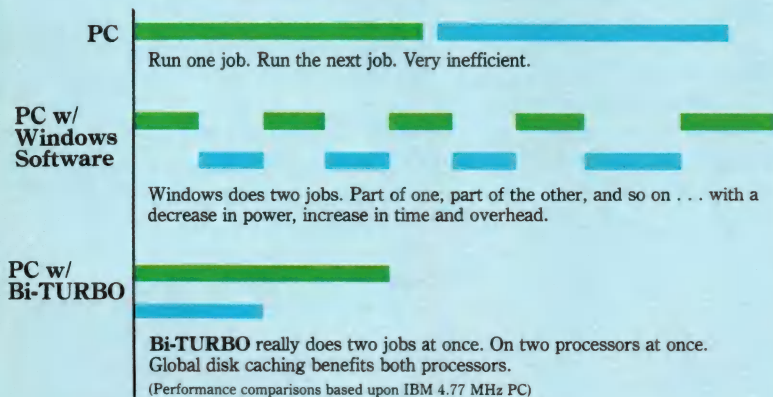 PC
Run one job. Run the next job. Very inefficient.
PC w/
Windows
Software
Windows does two jobs. Part of one, part of the other, and so on . . . with a
decrease in power, increase in time and overhead.
PC w/
Bi-TURBO
Bi-TURBO really does two jobs at once. On two processors at once.
Global disk caching benefits both processors.
(Performance comparisons based upon IBM 4.77 MHz PC)